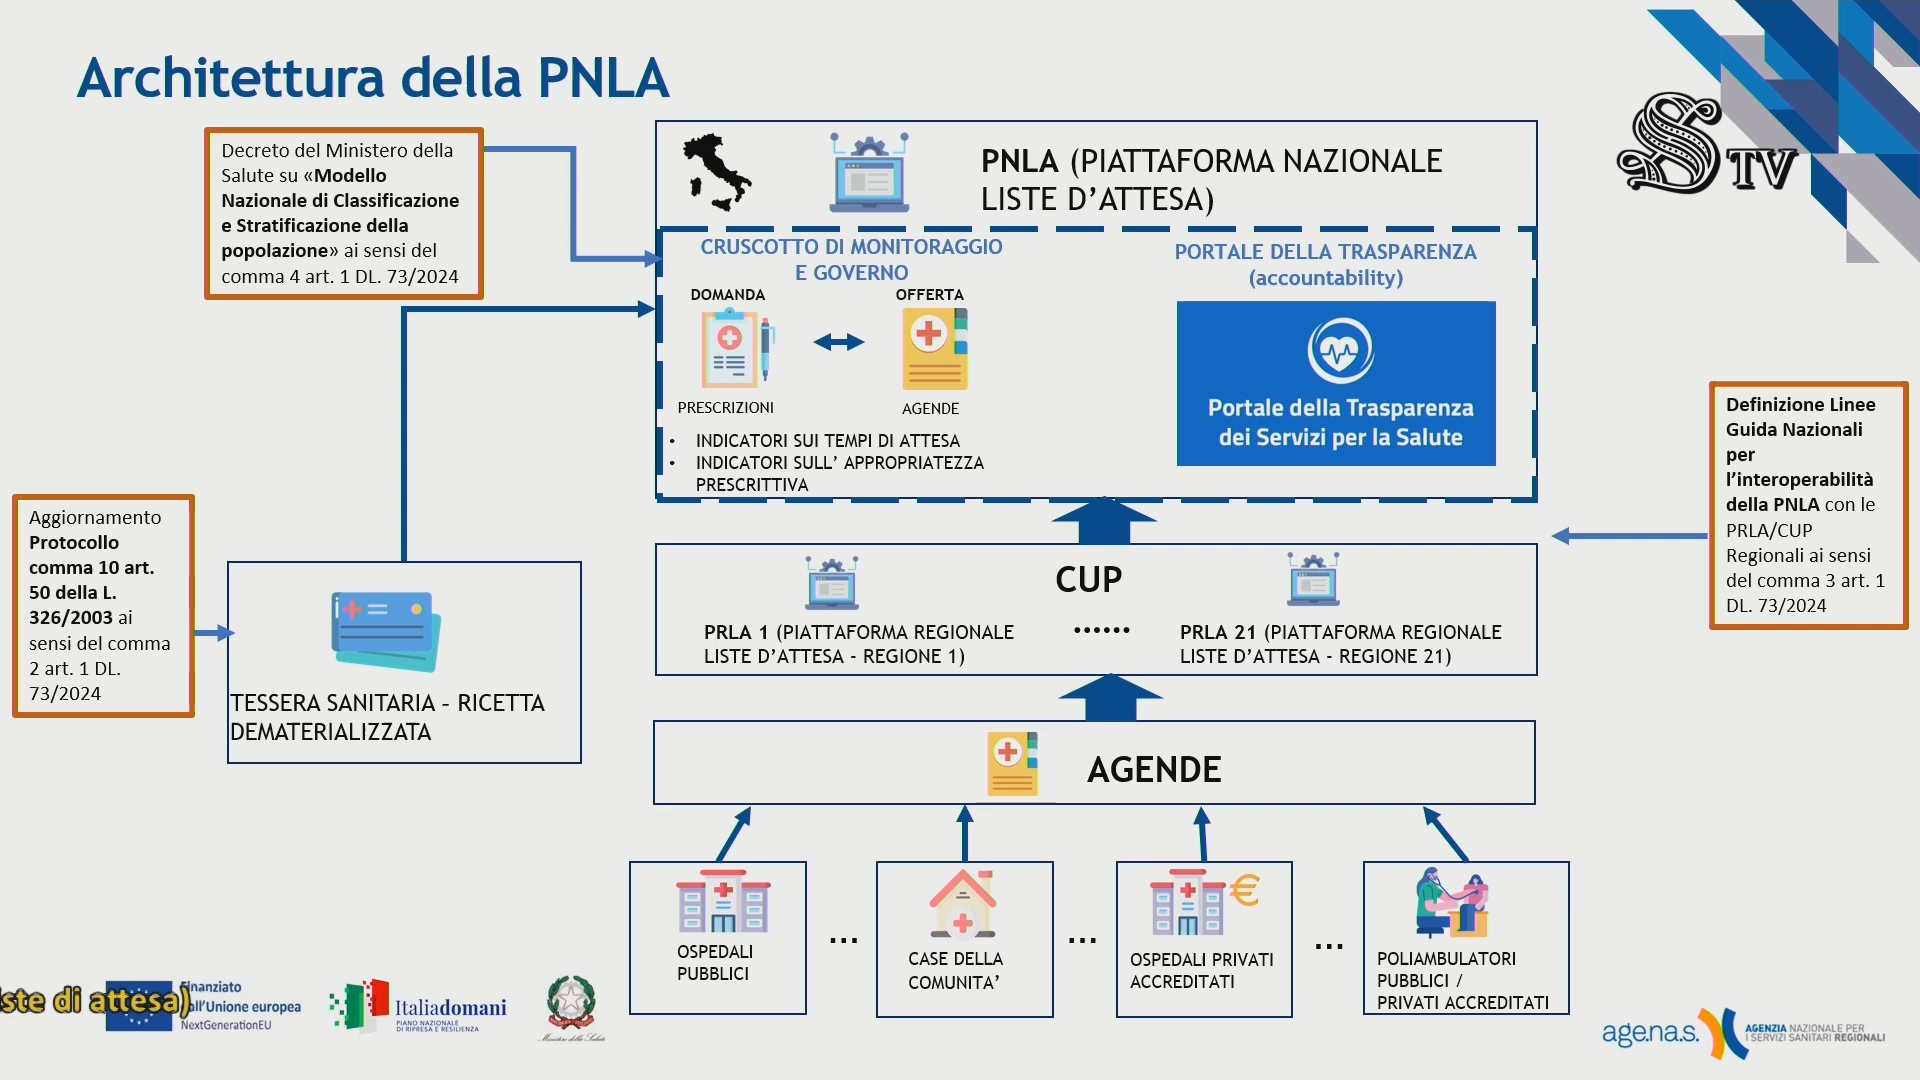 Architettura della PNLA
S TV
Decreto del Ministero della
Salute su «Modello
Nazionale di Classificazione
e Stratificazione della
popolazione» ai sensi del
comma 4 art. 1 DL. 73/2024
PNLA (PIATTAFORMA NAZIONALE
LISTE D’ATTESA)
CRUSCOTTO DI MONITORAGGIO
E GOVERNO
DOMANDA
OFFERTA
PRESCRIZIONI
AGENDE
• INDICATORI SUI TEMPI DI ATTESA
• INDICATORI SULL’ APPROPRIATEZZA
PRESCRITTIVA
PORTALE DELLA TRASPARENZA
(accountability)
Portale della Trasparenza
dei Servizi per la Salute
Definizione Linee
Guida Nazionali
per
l’interoperabilità
della PNLA con le
PRLA/CUP
Regionali ai sensi
del comma 3 art. 1
DL. 73/2024
Aggiornamento
Protocollo
comma 10 art.
50 della L.
326/2003 ai
sensi del comma
2 art. 1 DL.
73/2024
TESSERA SANITARIA – RICETTA
DEMATERIALIZZATA
CUP
PRLA 1 (PIATTAFORMA REGIONALE
LISTE D’ATTESA - REGIONE 1)
......
PRLA 21 (PIATTAFORMA REGIONALE
LISTE D’ATTESA - REGIONE 21)
AGENDE
OSPEDALI
PUBBLICI
...
CASE DELLA
COMUNITA’
...
€
OSPEDALI PRIVATI
ACCREDITATI
...
POLIAMBULATORI
PUBBLICI /
PRIVATI ACCREDITATI
iste di attesa)
Finanziato
dall’Unione europea
NextGenerationEU
Italiadomani
PIANO NAZIONALE
DI RIPRESA E RESILIENZA
Ministero della Salute
age.na.s.
AGENZIA NAZIONALE PER
I SERVIZI SANITARI REGIONALI